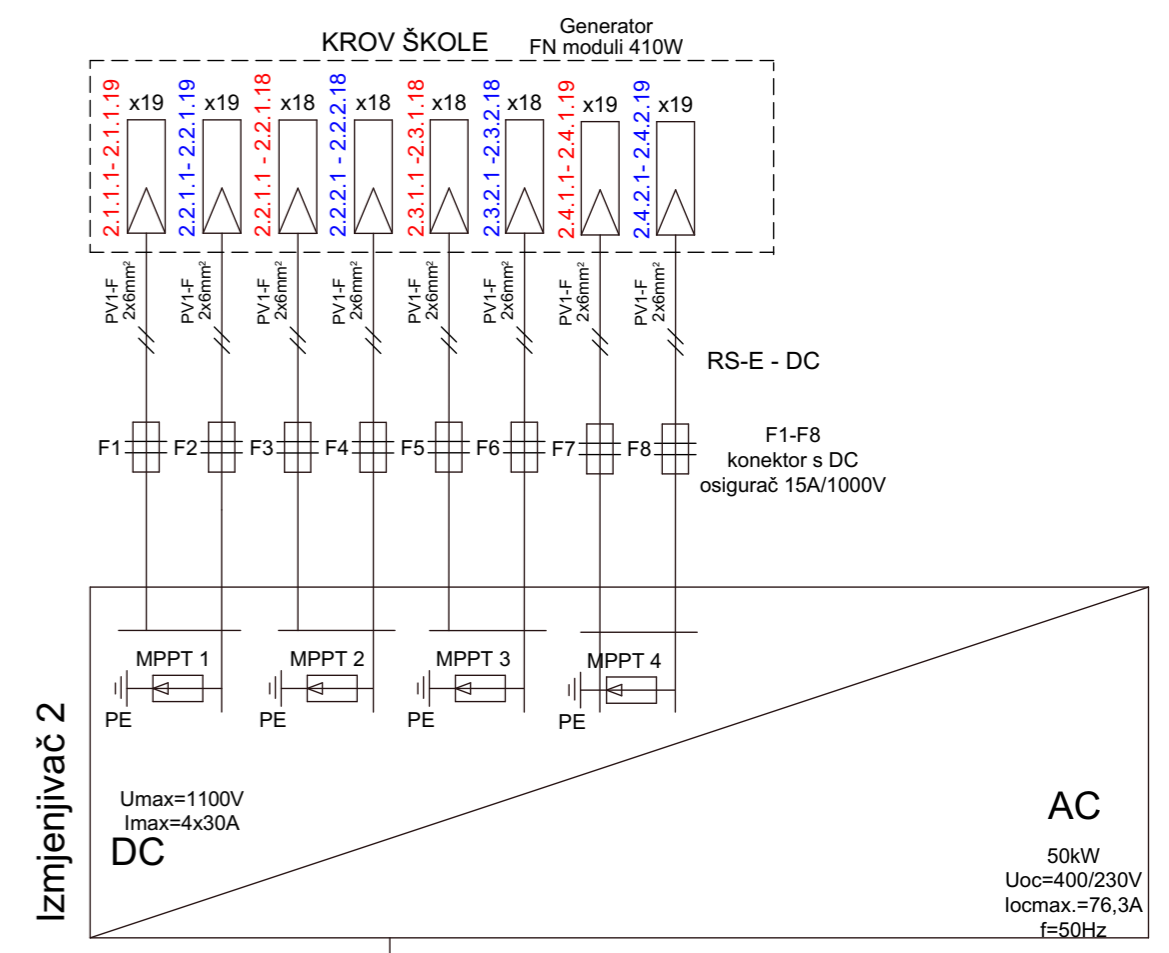 KROV ŠKOLE
Generator
FN moduli 410W
2.1.1.1- 2.1.1.19
x19
2.2.1.1- 2.2.1.19
x19
2.2.1.1 - 2.2.1.18
x18
2.2.2.1 - 2.2.2.18
x18
2.3.1.1 -2.3.1.18
x18
2.3.2.1 -2.3.2.18
x18
2.4.1.1- 2.4.1.19
x19
2.4.2.1- 2.4.2.19
x19
PV1-F
2x6mm²
PV1-F
2x6mm²
PV1-F
2x6mm²
PV1-F
2x6mm²
PV1-F
2x6mm²
PV1-F
2x6mm²
PV1-F
2x6mm²
PV1-F
2x6mm²
RS-E - DC
F1
F2
F3
F4
F5
F6
F7
F8
F1-F8
konektor s DC
osigurač 15A/1000V
MPPT 1
MPPT 2
MPPT 3
MPPT 4
PE
PE
PE
PE
Izmjenjivač 2
Umax=1100V
Imax=4x30A
DC
AC
50kW
Uoc=400/230V
Iocmax.=76,3A
f=50Hz